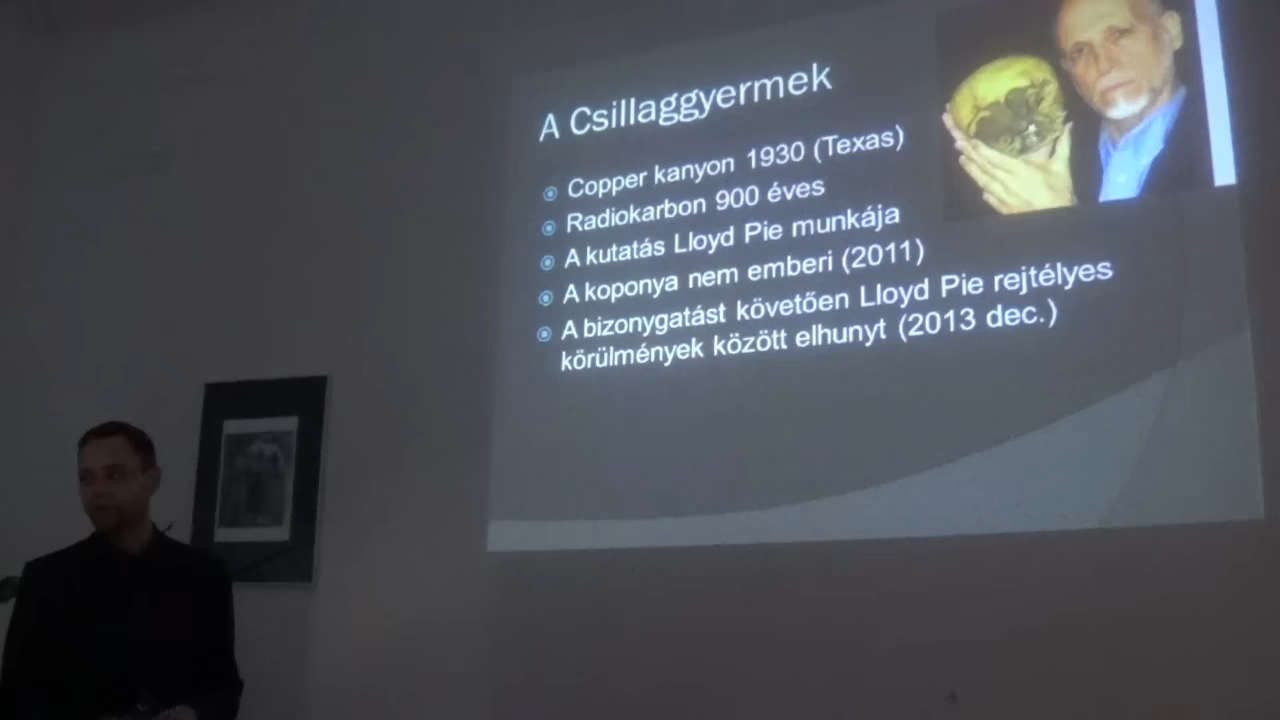 A Csillaggyermek
Copper kanyon 1930 (Texas)
Radiokarbon 900 éves
A kutatás Lloyd Pie munkája
A koponya nem emberi (2011)
A bizonygatást követően Lloyd Pie rejtélyes
körülmények között elhunyt (2013 dec.)